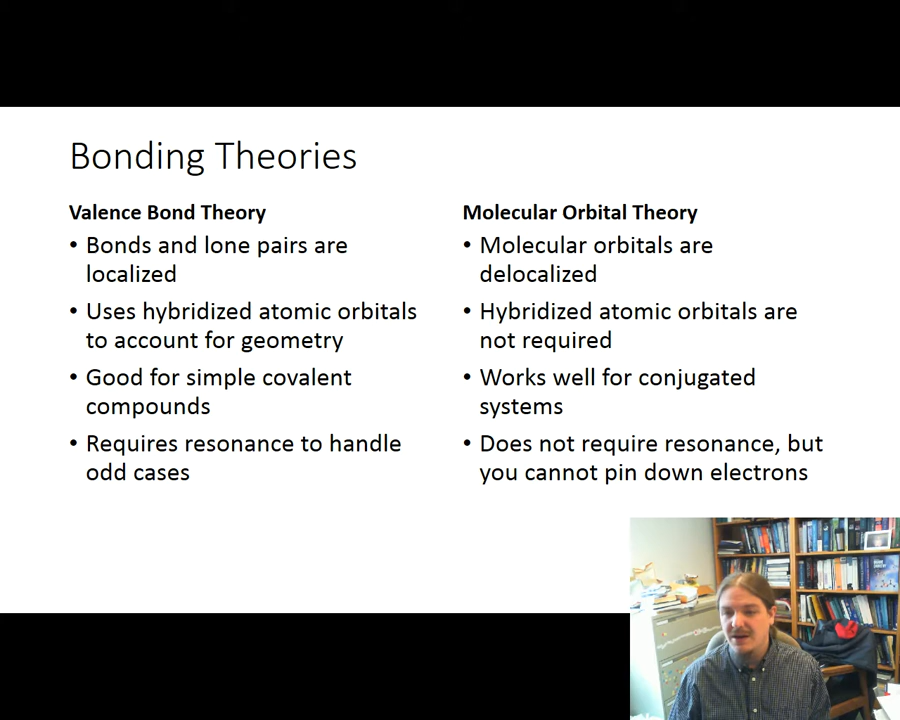 Bonding Theories
Valence Bond Theory
• Bonds and lone pairs are
localized
• Uses hybridized atomic orbitals
to account for geometry
• Good for simple covalent
compounds
• Requires resonance to handle
odd cases
Molecular Orbital Theory
• Molecular orbitals are
delocalized
• Hybridized atomic orbitals are
not required
• Works well for conjugated
systems
• Does not require resonance, but
you cannot pin down electrons